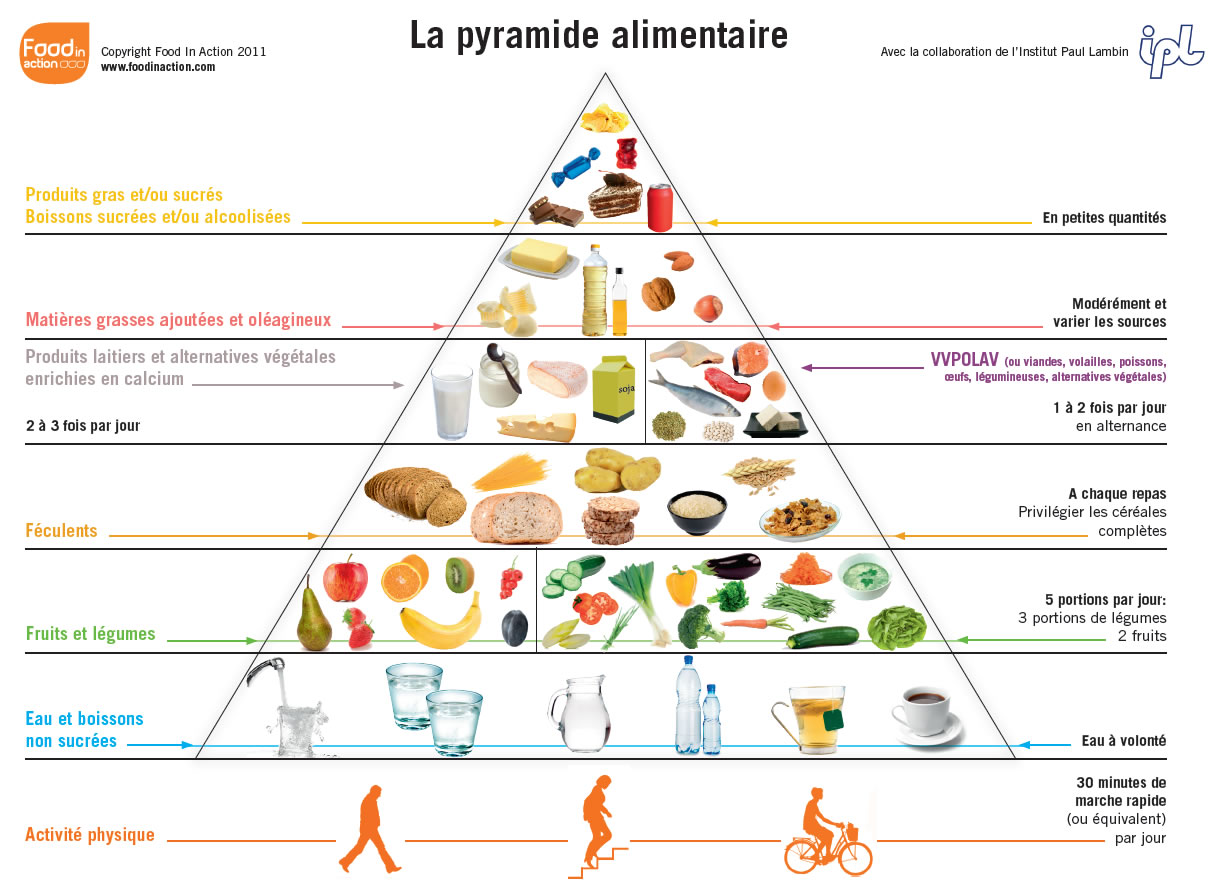 La pyramide alimentaire
Food in
action
Copyright Food In Action 2011
www.foodinaction.com
Avec la collaboration de l'Institut Paul Lambin
ipl
Produits gras et/ou sucrés
Boissons sucrées et/ou alcoolisées
En petites quantités
Matières grasses ajoutées et oléagineux
Modérément et
varier les sources
Produits laitiers et alternatives végétales
enrichies en calcium
2 à 3 fois par jour
soja
VVPOLAV (ou viandes, volailles, poissons,
œufs, légumineuses, alternatives végétales)
1 à 2 fois par jour
en alternance
Féculents
A chaque repas
Privilégier les céréales
complètes
Fruits et légumes
5 portions par jour:
3 portions de légumes
2 fruits
Eau et boissons
non sucrées
Eau à volonté
Activité physique
30 minutes de
marche rapide
(ou équivalent)
par jour